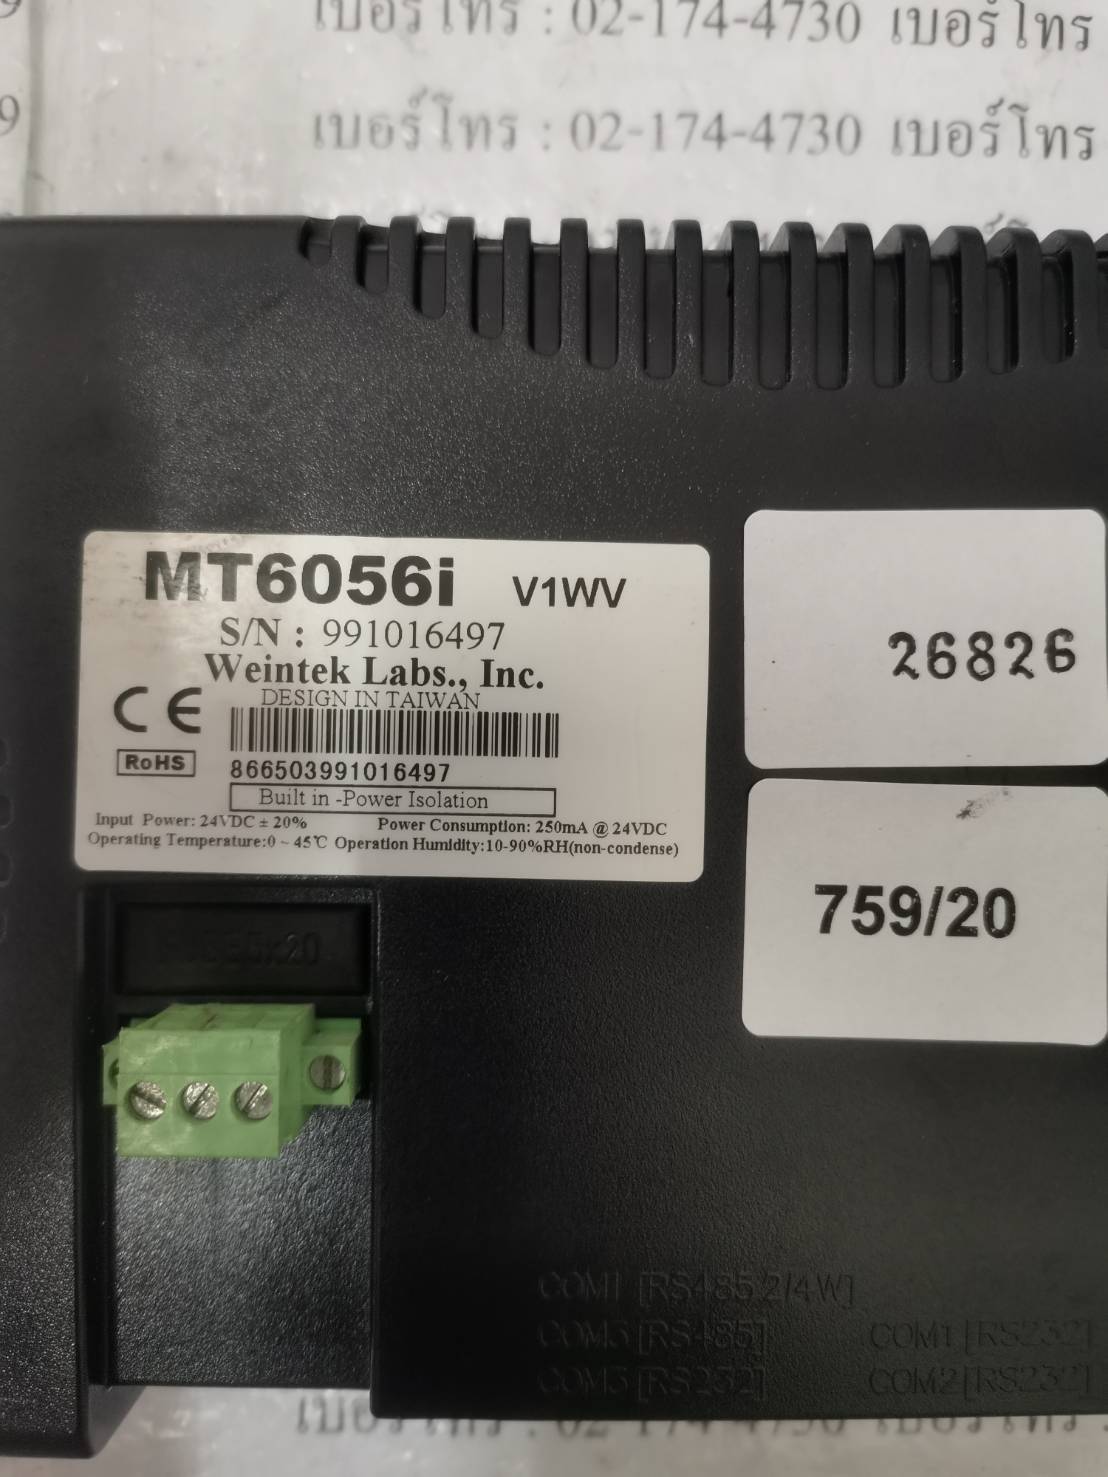 เบอร์โทร : 02-174-4730 เบอร์โทร
9
เบอร์โทร : 02-174-4730 เบอร์โทร
MT6056i V1WV
S/N : 991016497
Weintek Labs., Inc.
DESIGN IN TAIWAN
CE
RoHS
866503991016497
Built in -Power Isolation
Input Power: 24VDC ± 20% Power Consumption: 250mA @ 24VDC
Operating Temperature:0 ~ 45℃ Operation Humidity:10-90%RH(non-condense)
26826
759/20
COM1 [RS485 2/4W]
COM3 [RS485] COM1 [RS232]
COM3 [RS232] COM2 [RS232]